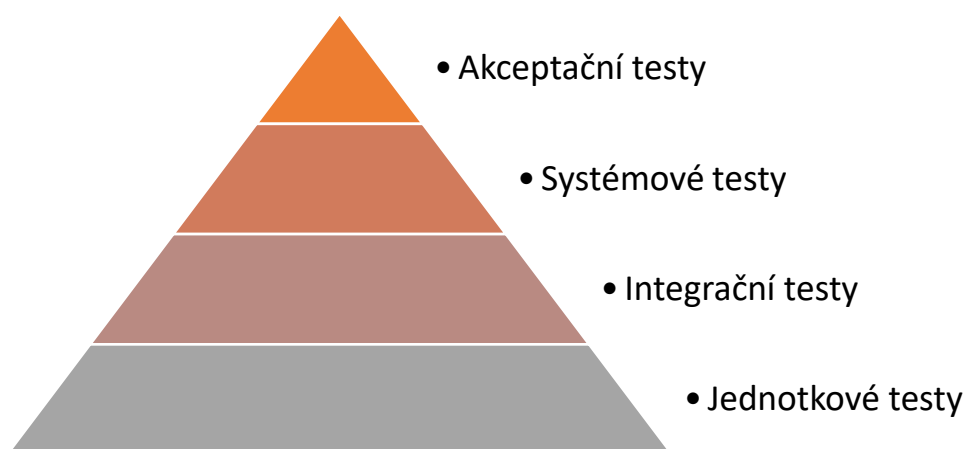 • Akceptační testy
• Systémové testy
• Integrační testy
• Jednotkové testy